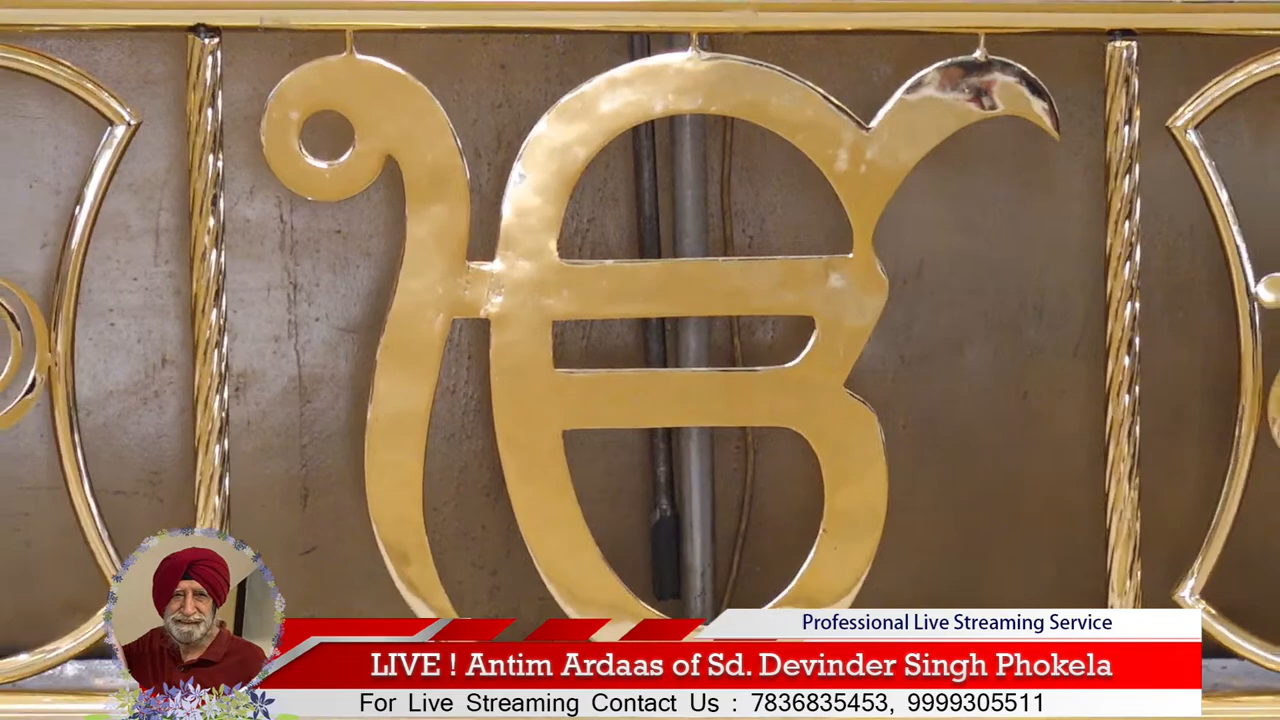 ੴ
Professional Live Streaming Service
LIVE ! Antim Ardaas of Sd. Devinder Singh Phokela
For Live Streaming Contact Us : 7836835453, 9999305511